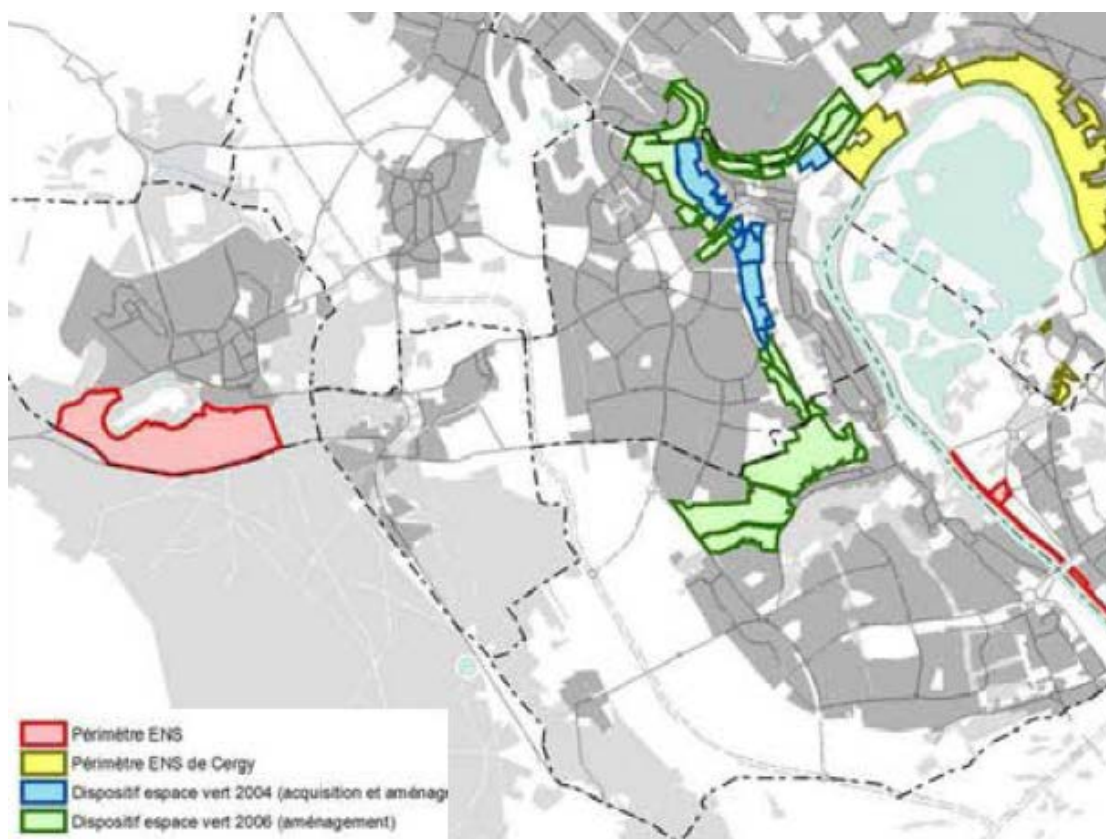 Périmètre ENS
Périmètre ENS de Cergy
Dispositif espace vert 2004 (acquisition et aménag
Dispositif espace vert 2006 (aménagement)